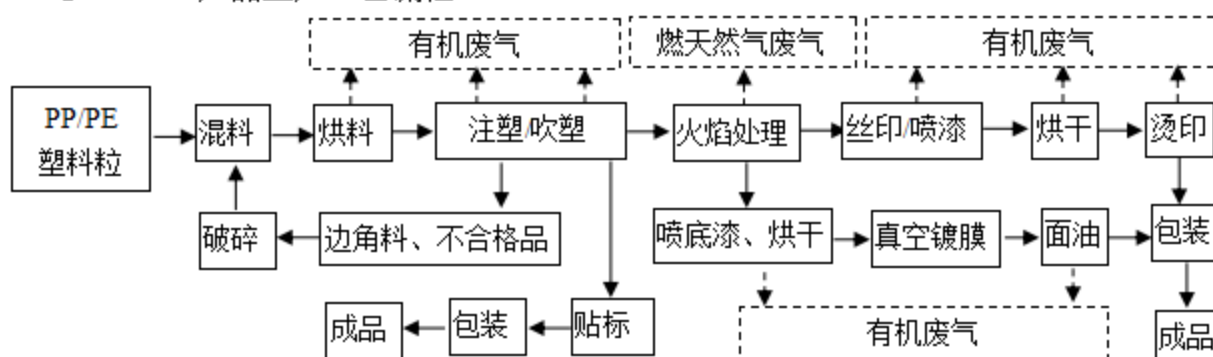 有机废气
燃天然气废气
有机废气
PP/PE
塑料粒
混料
烘料
注塑/吹塑
火焰处理
丝印/喷漆
烘干
烫印
破碎
边角料、不合格品
喷底漆、烘干
真空镀膜
面油
包装
成品
包装
贴标
有机废气
成品